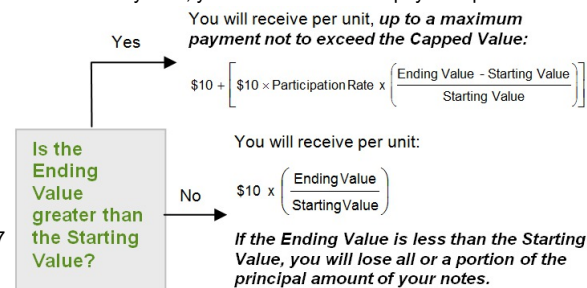 You will receive per unit, up to a maximum
Yes
payment not to exceed the Capped Value:
$10 + [ $10 × Participation Rate x ( Ending Value - Starting Value
Starting Value ) ]
Is the
Ending
Value
greater than
the Starting
Value?
You will receive per unit:
No
$10 x ( Ending Value
Starting Value )
If the Ending Value is less than the Starting
Value, you will lose all or a portion of the
principal amount of your notes.